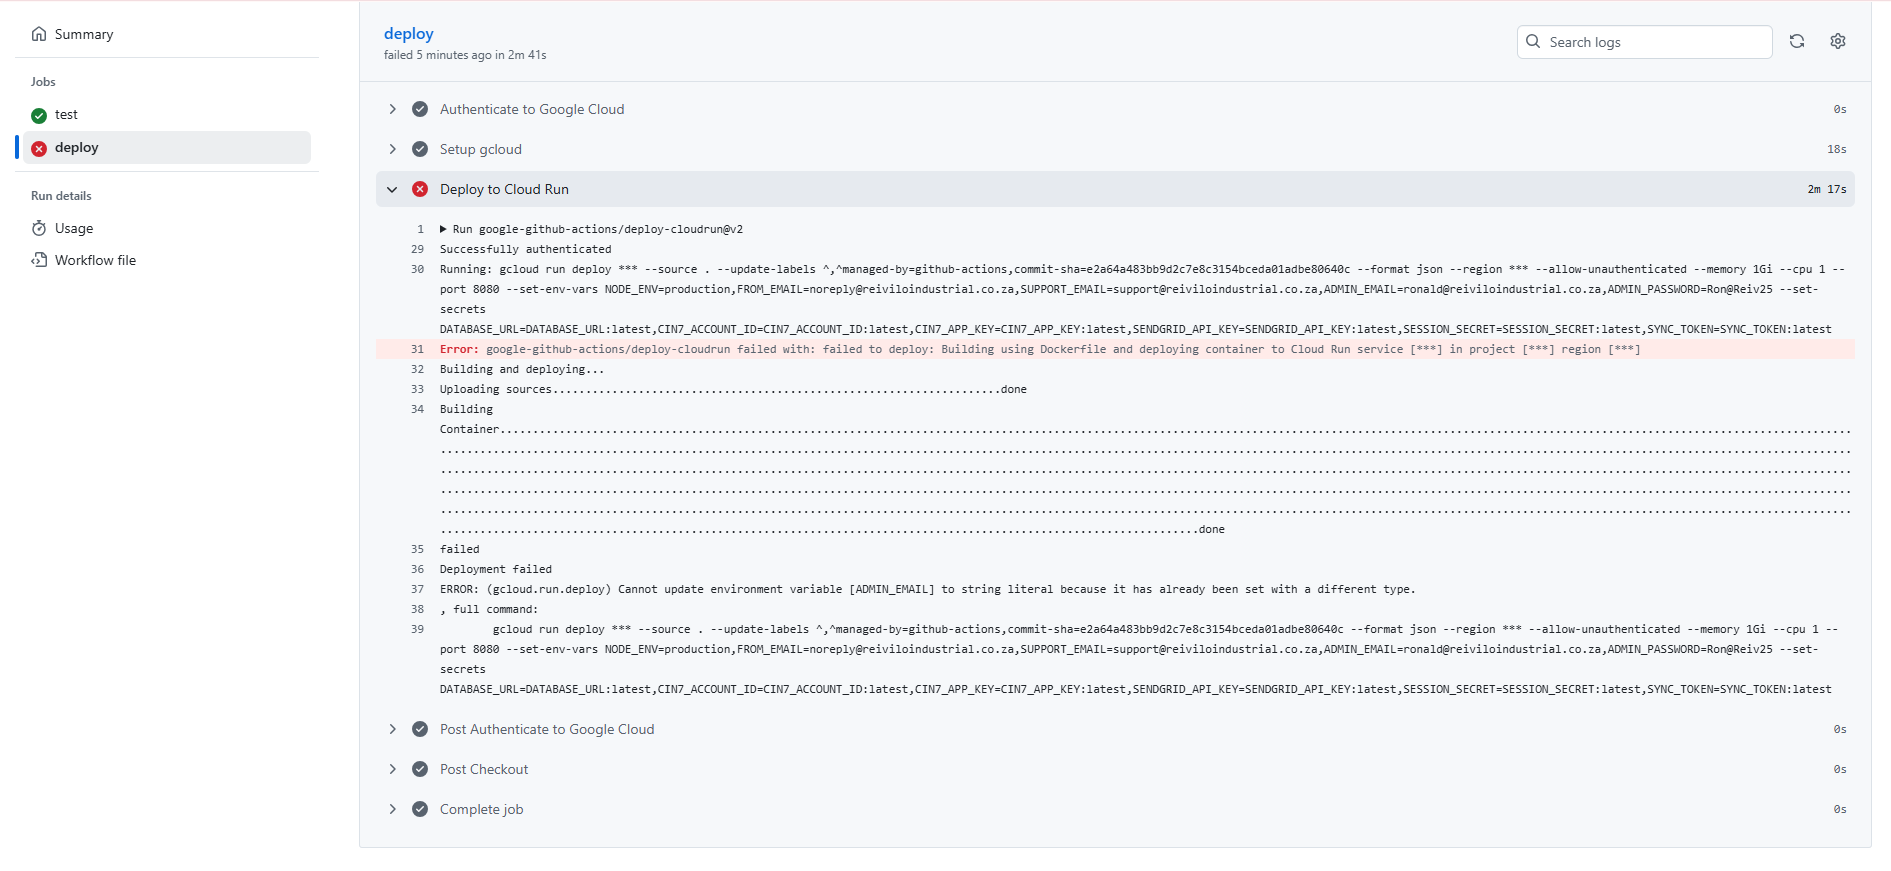 Summary
Jobs
test
deploy
Run details
Usage
Workflow file
deploy
failed 5 minutes ago in 2m 41s
Search logs
Authenticate to Google Cloud 0s
Setup gcloud 18s
Deploy to Cloud Run 2m 17s
1 Run google-github-actions/deploy-cloudrun@v2
29 Successfully authenticated
30 Running: gcloud run deploy *** --source . --update-labels ^,^managed-by=github-actions,commit-sha=e2a64a483bb9d2c7e8c3154bceda01adbe80640c --format json --region *** --allow-unauthenticated --memory 1Gi --cpu 1 --
port 8080 --set-env-vars NODE_ENV=production,FROM_EMAIL=noreply@reiviloindustrial.co.za,SUPPORT_EMAIL=support@reiviloindustrial.co.za,ADMIN_EMAIL=ronald@reiviloindustrial.co.za,ADMIN_PASSWORD=Ron@Reiv25 --set-
secrets
DATABASE_URL=DATABASE_URL:latest,CIN7_ACCOUNT_ID=CIN7_ACCOUNT_ID:latest,CIN7_APP_KEY=CIN7_APP_KEY:latest,SENDGRID_API_KEY=SENDGRID_API_KEY:latest,SESSION_SECRET=SESSION_SECRET:latest,SYNC_TOKEN=SYNC_TOKEN:latest
31 Error: google-github-actions/deploy-cloudrun failed with: failed to deploy: Building using Dockerfile and deploying container to Cloud Run service [***] in project [***] region [***]
32 Building and deploying...
33 Uploading sources....................................................................done
34 Building
Container.............................................................................................................................................................................................................
......................................................................................................................................................................................................................
......................................................................................................................................................................................................................
......................................................................................................................................................................................................................
......................................................................................................................................................................................................................
...................................................................................................................done
35 failed
36 Deployment failed
37 ERROR: (gcloud.run.deploy) Cannot update environment variable [ADMIN_EMAIL] to string literal because it has already been set with a different type.
38 , full command:
39 gcloud run deploy *** --source . --update-labels ^,^managed-by=github-actions,commit-sha=e2a64a483bb9d2c7e8c3154bceda01adbe80640c --format json --region *** --allow-unauthenticated --memory 1Gi --cpu 1 --
port 8080 --set-env-vars NODE_ENV=production,FROM_EMAIL=noreply@reiviloindustrial.co.za,SUPPORT_EMAIL=support@reiviloindustrial.co.za,ADMIN_EMAIL=ronald@reiviloindustrial.co.za,ADMIN_PASSWORD=Ron@Reiv25 --set-
secrets
DATABASE_URL=DATABASE_URL:latest,CIN7_ACCOUNT_ID=CIN7_ACCOUNT_ID:latest,CIN7_APP_KEY=CIN7_APP_KEY:latest,SENDGRID_API_KEY=SENDGRID_API_KEY:latest,SESSION_SECRET=SESSION_SECRET:latest,SYNC_TOKEN=SYNC_TOKEN:latest
Post Authenticate to Google Cloud 0s
Post Checkout 0s
Complete job 0s